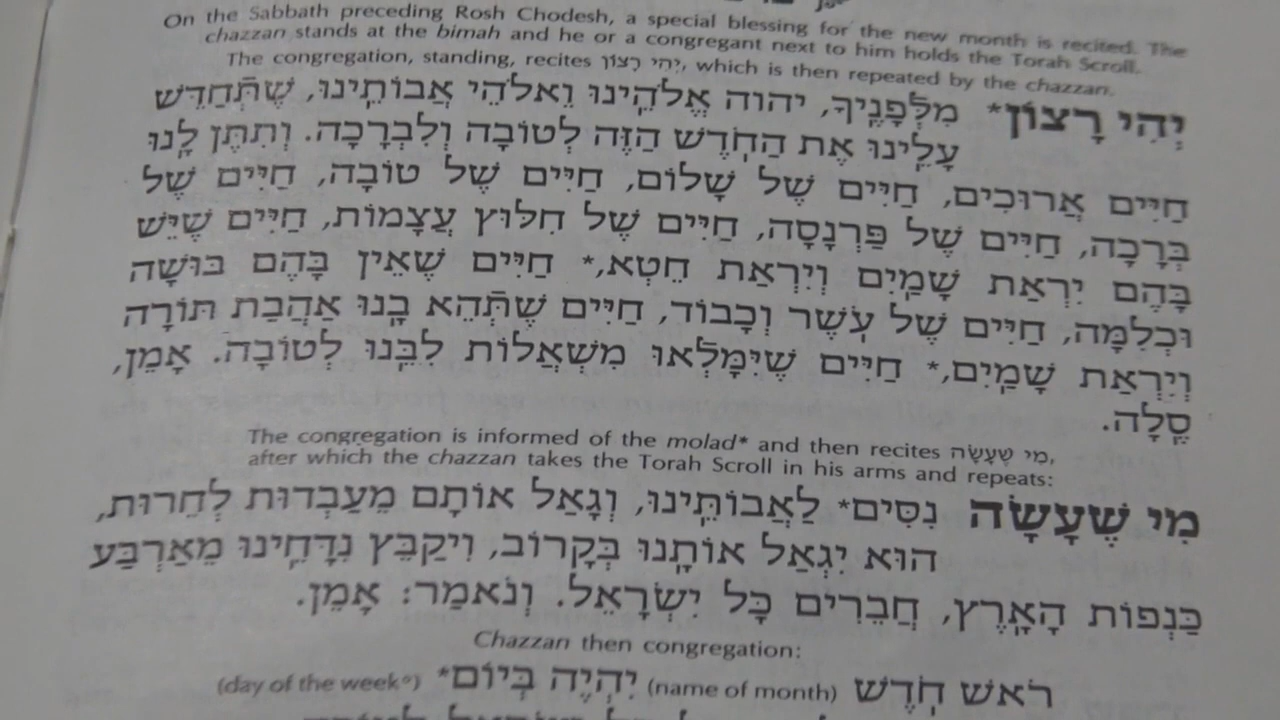 On the Sabbath preceding Rosh Chodesh, a special blessing for the new month is recited. The
chazzan stands at the bimah and he or a congregant next to him holds the Torah Scroll.
The congregation, standing, recites יְהִי רָצוֹן, which is then repeated by the chazzan.
יְהִי רָצוֹן* מִלְּפָנֶיךָ, יהוה אֱלֹהֵינוּ וֵאלֹהֵי אֲבוֹתֵינוּ, שֶׁתְּחַדֵּשׁ
עָלֵינוּ אֶת הַחֹדֶשׁ הַזֶּה לְטוֹבָה וְלִבְרָכָה. וְתִתֶּן לָנוּ
חַיִּים אֲרוּכִים, חַיִּים שֶׁל שָׁלוֹם, חַיִּים שֶׁל טוֹבָה, חַיִּים שֶׁל
בְּרָכָה, חַיִּים שֶׁל פַּרְנָסָה, חַיִּים שֶׁל חִלּוּץ עֲצָמוֹת, חַיִּים שֶׁיֵּשׁ
בָּהֶם יִרְאַת שָׁמַיִם וְיִרְאַת חֵטְא,* חַיִּים שֶׁאֵין בָּהֶם בּוּשָׁה
וּכְלִמָּה, חַיִּים שֶׁל עֹשֶׁר וְכָבוֹד, חַיִּים שֶׁתְּהֵא בָנוּ אַהֲבַת תּוֹרָה
וְיִרְאַת שָׁמַיִם,* חַיִּים שֶׁיִּמָּלְאוּ מִשְׁאֲלוֹת לִבֵּנוּ לְטוֹבָה. אָמֵן,
סֶלָה.
The congregation is informed of the molad* and then recites מִי שֶׁעָשָׂה,
after which the chazzan takes the Torah Scroll in his arms and repeats:
מִי שֶׁעָשָׂה נִסִּים* לַאֲבוֹתֵינוּ, וְגָאַל אוֹתָם מֵעַבְדוּת לְחֵרוּת,
הוּא יִגְאַל אוֹתָנוּ בְּקָרוֹב, וִיקַבֵּץ נִדָּחֵינוּ מֵאַרְבַּע
כַּנְפוֹת הָאָרֶץ, חֲבֵרִים כָּל יִשְׂרָאֵל. וְנֹאמַר: אָמֵן.
Chazzan then congregation:
רֹאשׁ חֹדֶשׁ (name of month) יִהְיֶה בְּיוֹם* (day of the week°)